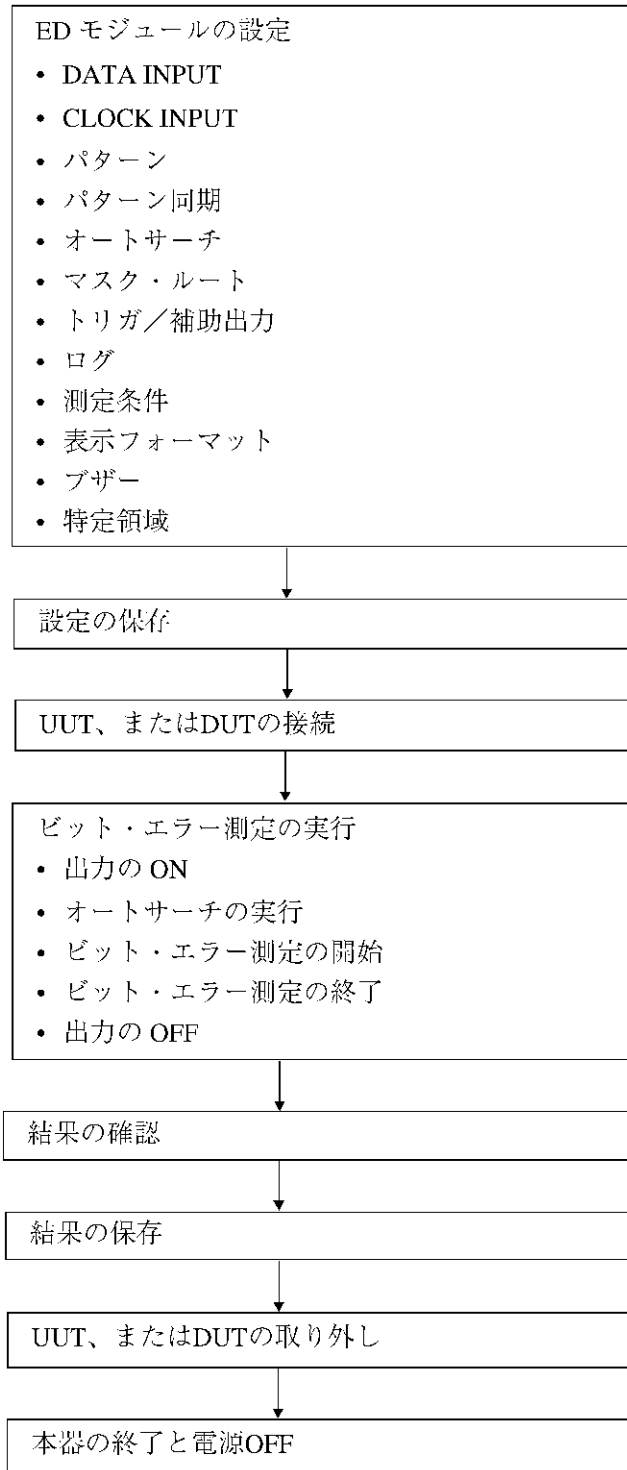 ED モジュールの設定
• DATA INPUT
• CLOCK INPUT
• パターン
• パターン同期
• オートサーチ
• マスク・ルート
• トリガ／補助出力
• ログ
• 測定条件
• 表示フォーマット
• ブザー
• 特定領域
設定の保存
UUT、またはDUTの接続
ビット・エラー測定の実行
• 出力の ON
• オートサーチの実行
• ビット・エラー測定の開始
• ビット・エラー測定の終了
• 出力の OFF
結果の確認
結果の保存
UUT、またはDUTの取り外し
本器の終了と電源OFF